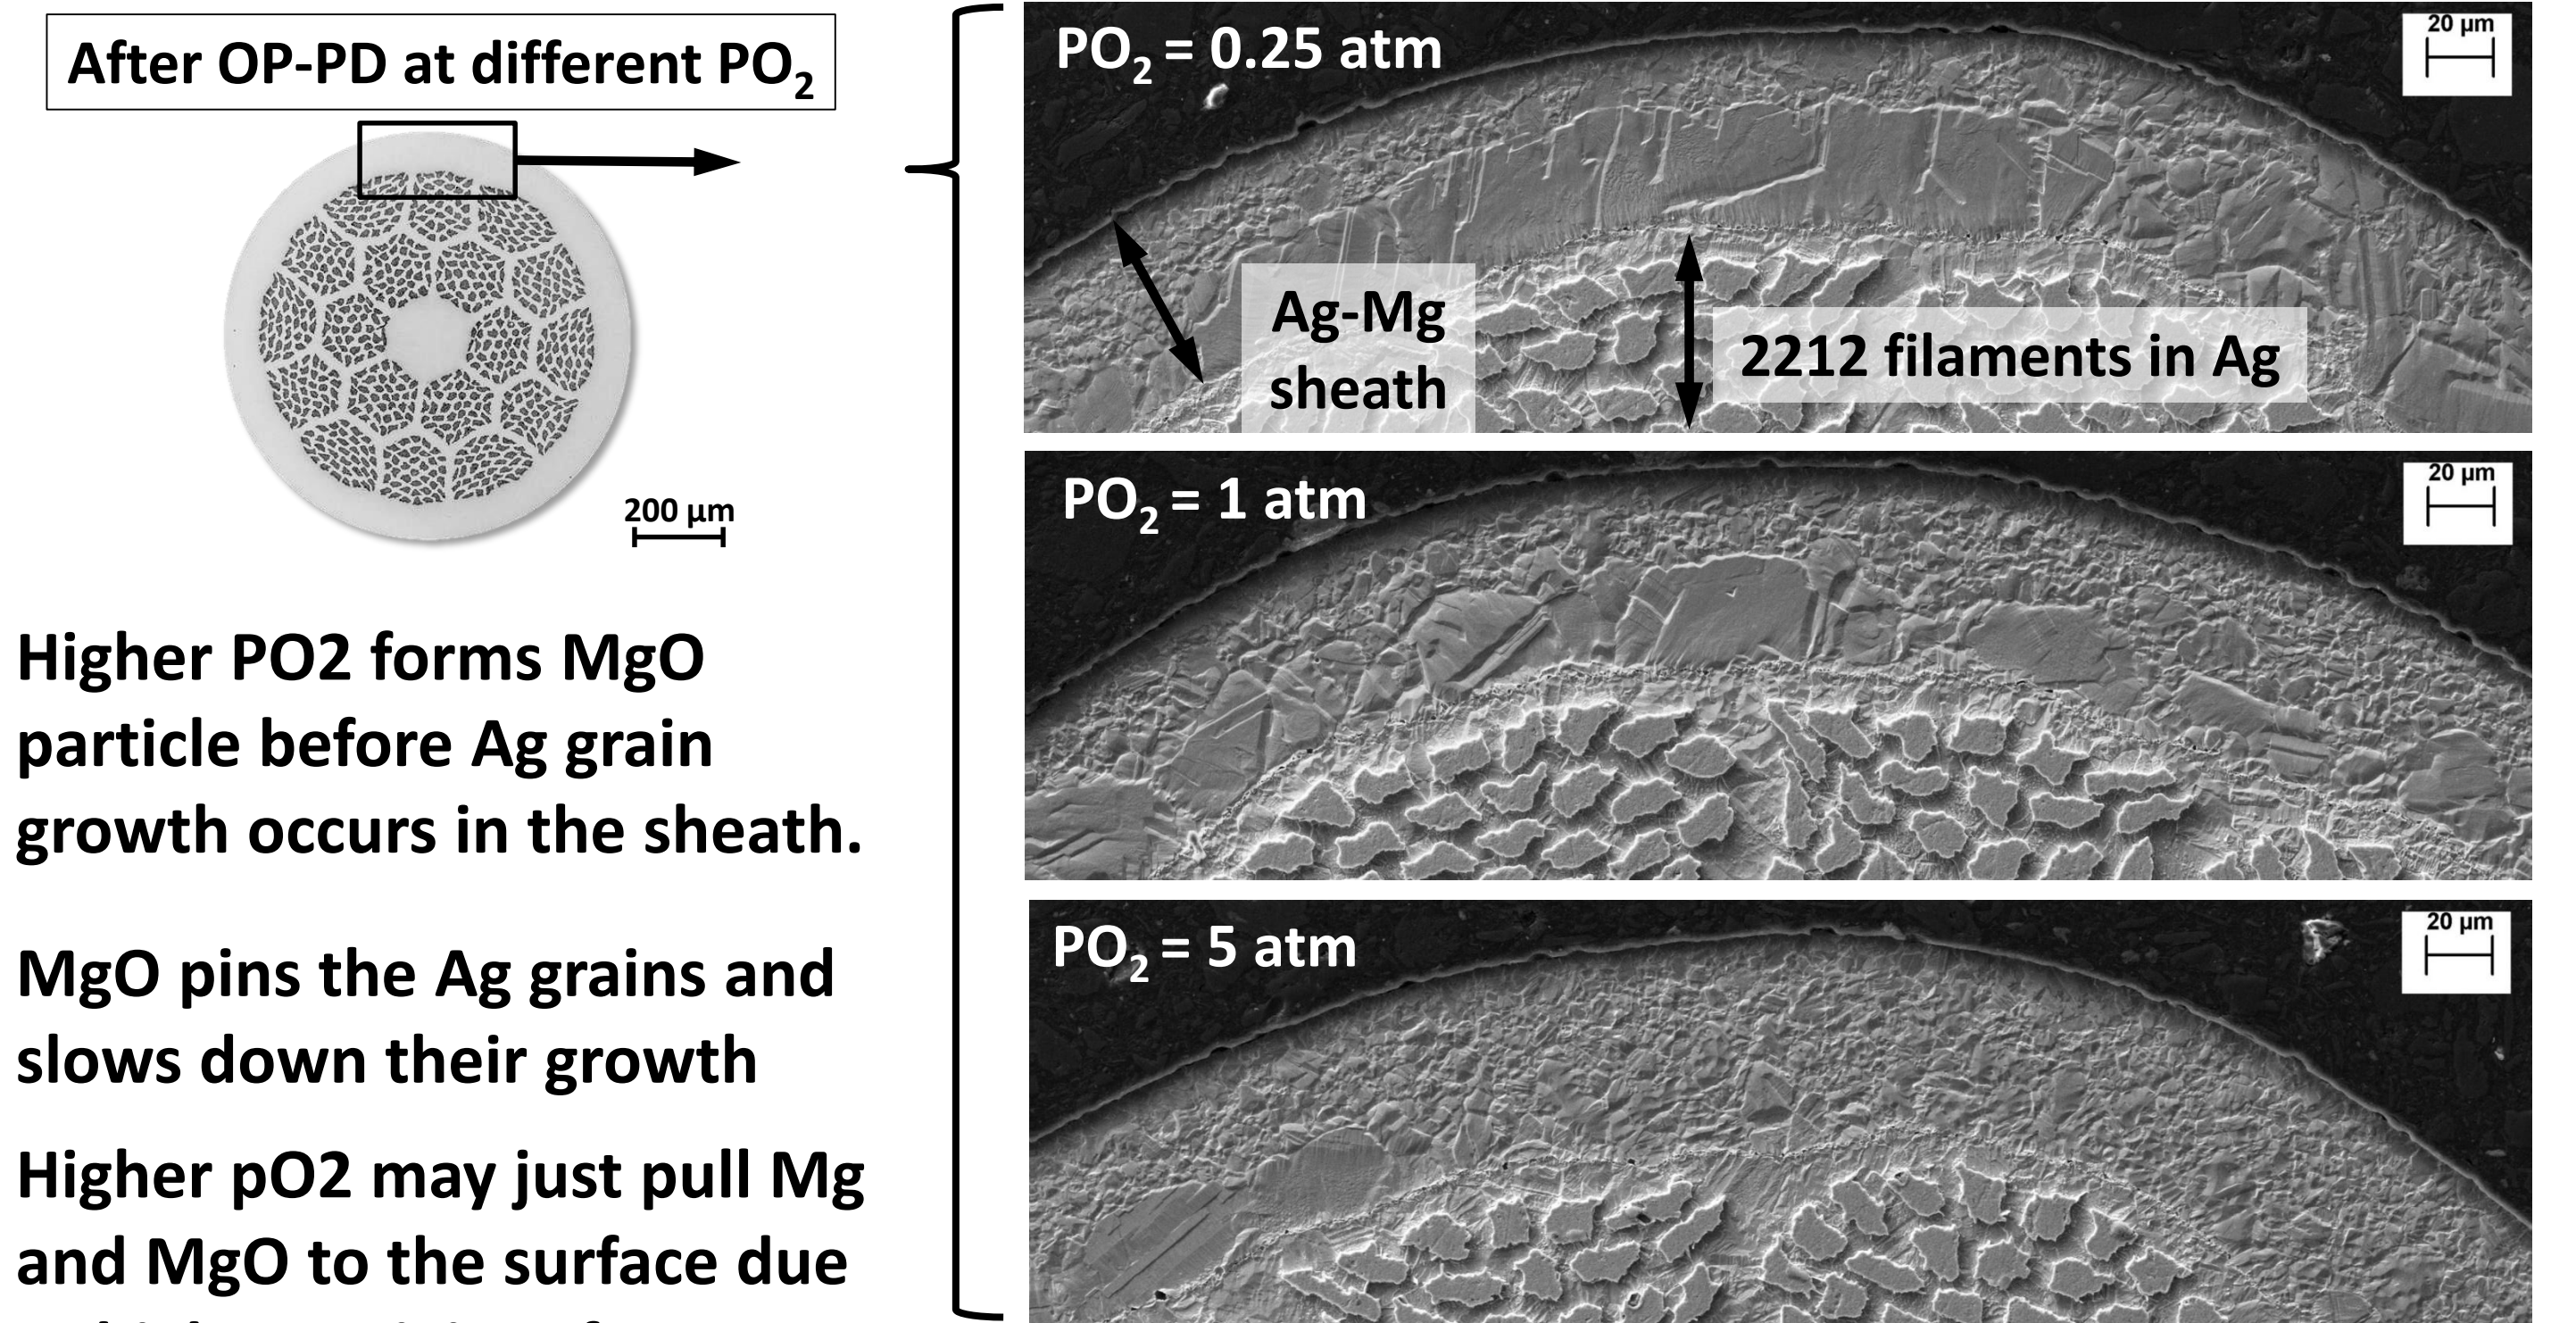 After OP-PD at different PO₂
200 µm
Higher PO2 forms MgO
particle before Ag grain
growth occurs in the sheath.
MgO pins the Ag grains and
slows down their growth
Higher pO2 may just pull Mg
and MgO to the surface due
PO₂ = 0.25 atm
20 µm
Ag-Mg
sheath
2212 filaments in Ag
PO₂ = 1 atm
20 µm
PO₂ = 5 atm
20 µm